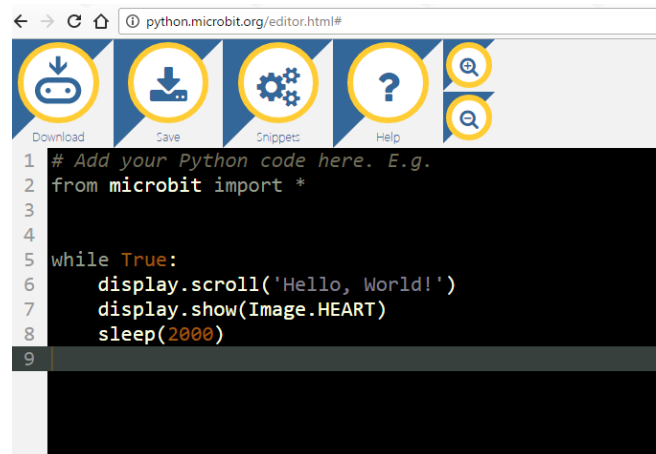 python.microbit.org/editor.html#
?
Download Save Snippets Help
1 # Add your Python code here. E.g.
2 from microbit import *
3
4
5 while True:
6     display.scroll('Hello, World!')
7     display.show(Image.HEART)
8     sleep(2000)
9